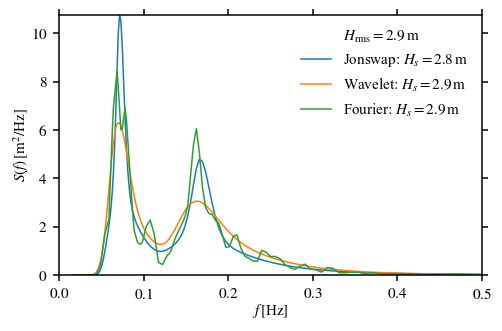 10
8
6
4
2
0
S(f) [m²/Hz]
H_rms = 2.9 m
Jonswap: H_s = 2.8 m
Wavelet: H_s = 2.9 m
Fourier: H_s = 2.9 m
0.0 0.1 0.2 0.3 0.4 0.5
f [Hz]